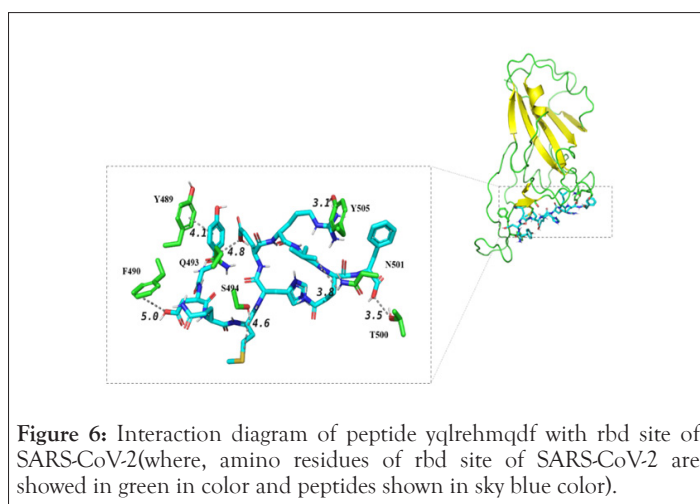 Y489
3.1
Y505
4.1
Q493
4.8
N501
F490
S494
3.8
5.0
4.6
3.5
T500
Figure 6: Interaction diagram of peptide yqlrehmqdf with rbd site of
SARS-CoV-2(where, amino residues of rbd site of SARS-CoV-2 are
showed in green in color and peptides shown in sky blue color).